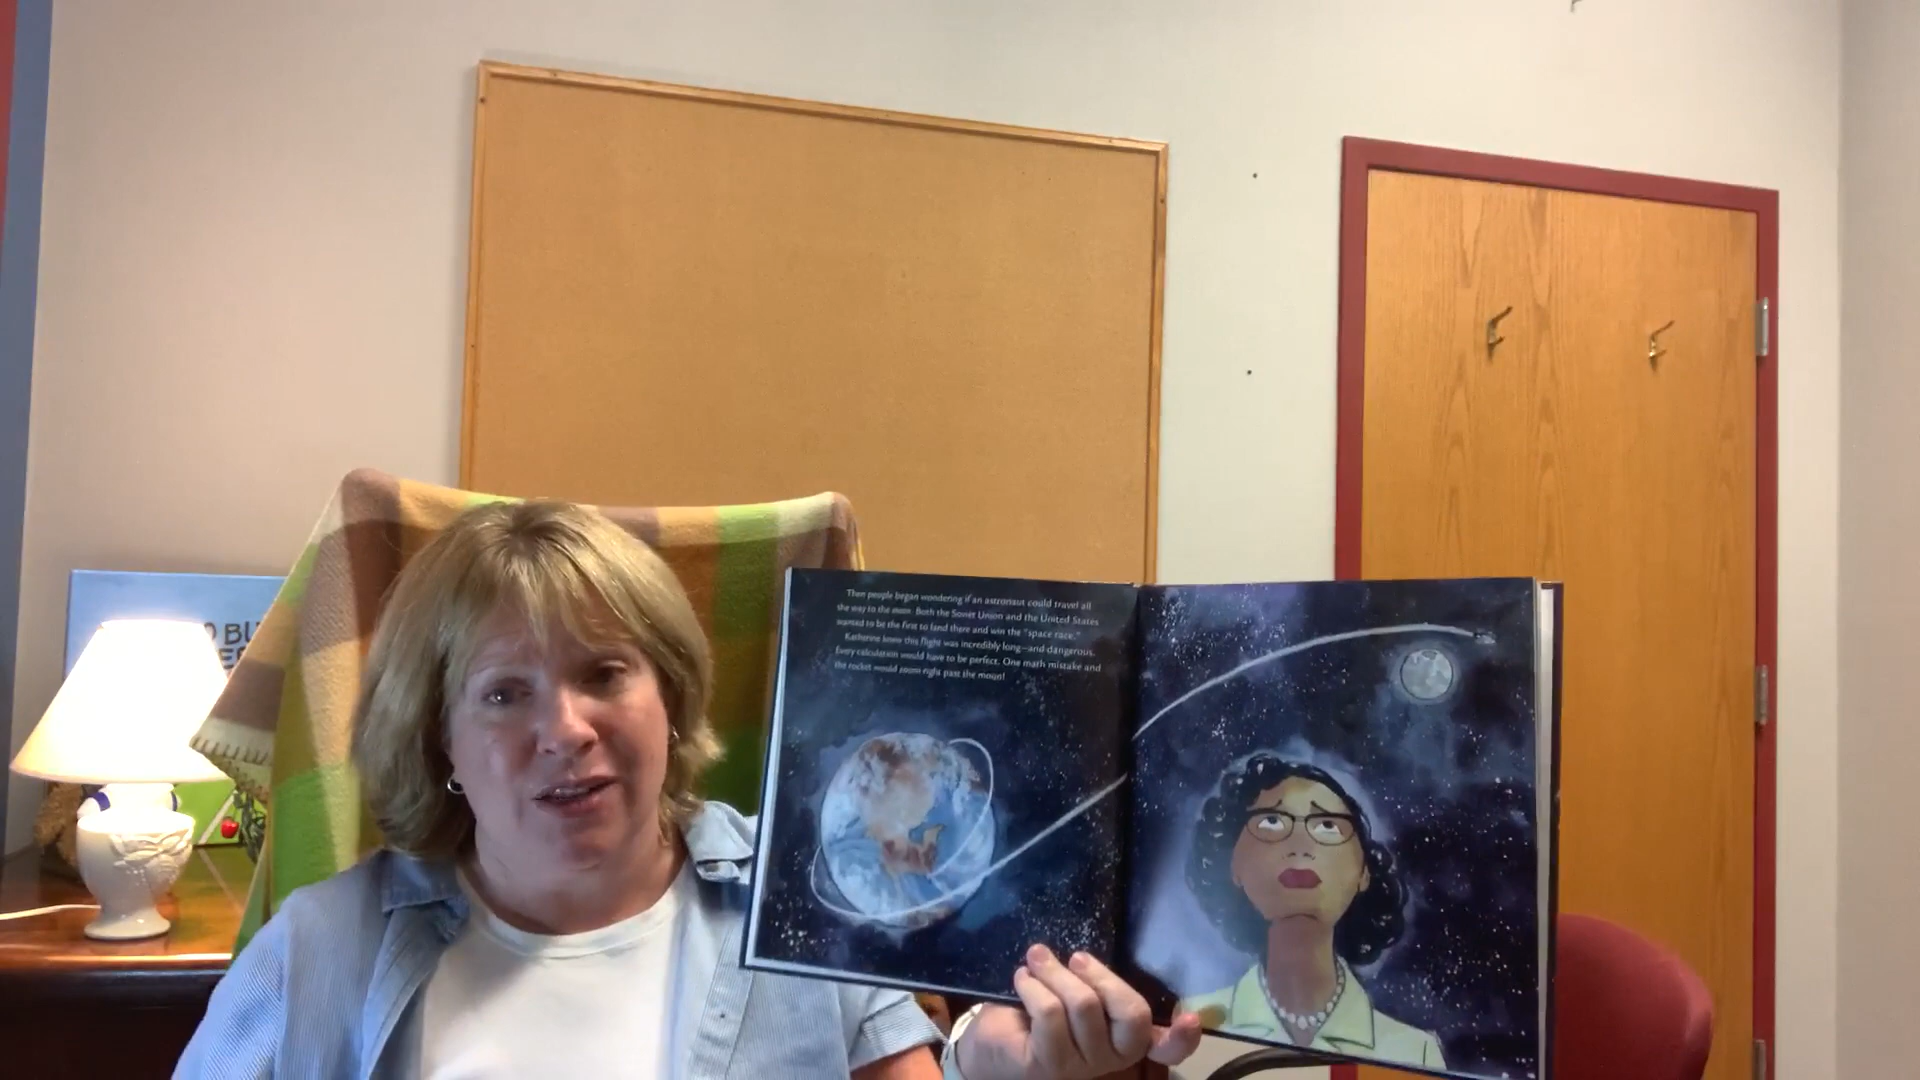 Then people began wondering if an astronaut could travel all
the way to the moon. Both the Soviet Union and the United States
wanted to be the first to land there and win the "space race."
Katherine knew this flight was incredibly long—and dangerous.
Every calculation would have to be perfect. One math mistake and
the rocket would zoom right past the moon!